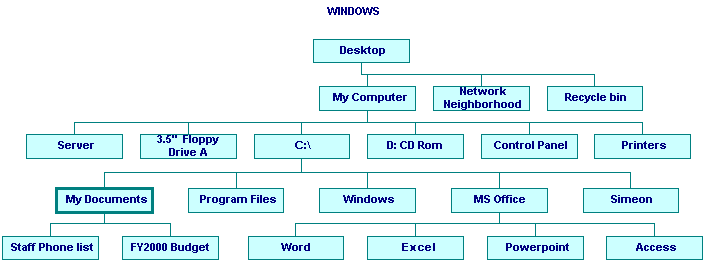 WINDOWS
Desktop
My Computer
Network
Neighborhood
Recycle bin
Server
3.5" Floppy
Drive A
C:\
D: CD Rom
Control Panel
Printers
My Documents
Program Files
Windows
MS Office
Simeon
Staff Phone list
FY2000 Budget
Word
Excel
Powerpoint
Access